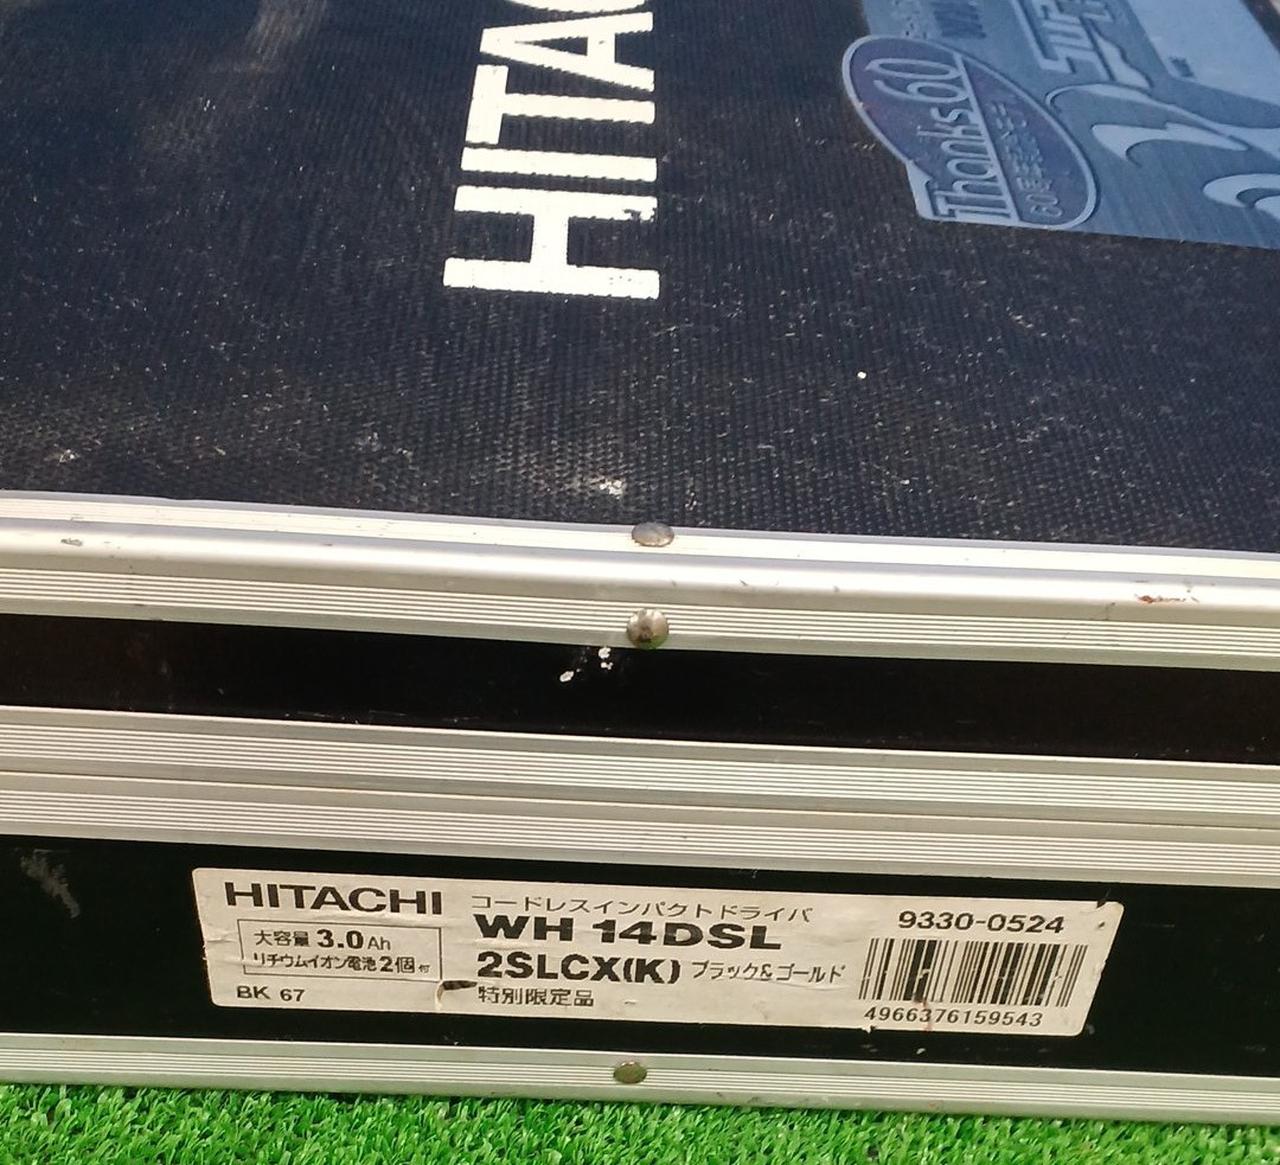 HITAC
Thanks60
HITACHI
大容量 3.0Ah
リチウムイオン電池2個付
BK 67
コードレスインパクトドライバ
WH 14DSL
2SLCX(K) ブラック&ゴールド
特別限定品
9330-0524
4966376159543